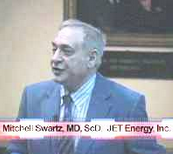 Mitchell Swartz, MD, ScD, JET Energy, Inc.